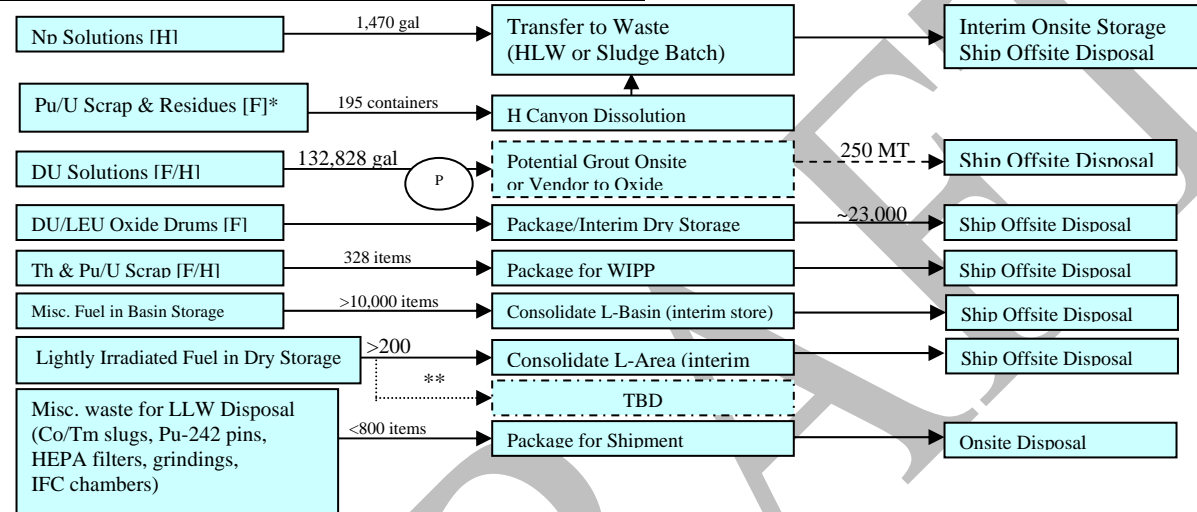 Np Solutions [H]
1,470 gal
Transfer to Waste
(HLW or Sludge Batch)
Interim Onsite Storage
Ship Offsite Disposal
Pu/U Scrap & Residues [F]*
195 containers
H Canyon Dissolution
DU Solutions [F/H]
132,828 gal
P
Potential Grout Onsite
or Vendor to Oxide
250 MT
Ship Offsite Disposal
DU/LEU Oxide Drums [F]
Package/Interim Dry Storage
~23,000
Ship Offsite Disposal
Th & Pu/U Scrap [F/H]
328 items
Package for WIPP
Ship Offsite Disposal
Misc. Fuel in Basin Storage
>10,000 items
Consolidate L-Basin (interim store)
Ship Offsite Disposal
Lightly Irradiated Fuel in Dry Storage
>200
Consolidate L-Area (interim
Ship Offsite Disposal
**
TBD
Misc. waste for LLW Disposal
(Co/Tm slugs, Pu-242 pins,
HEPA filters, grindings,
IFC chambers)
<800 items
Package for Shipment
Onsite Disposal